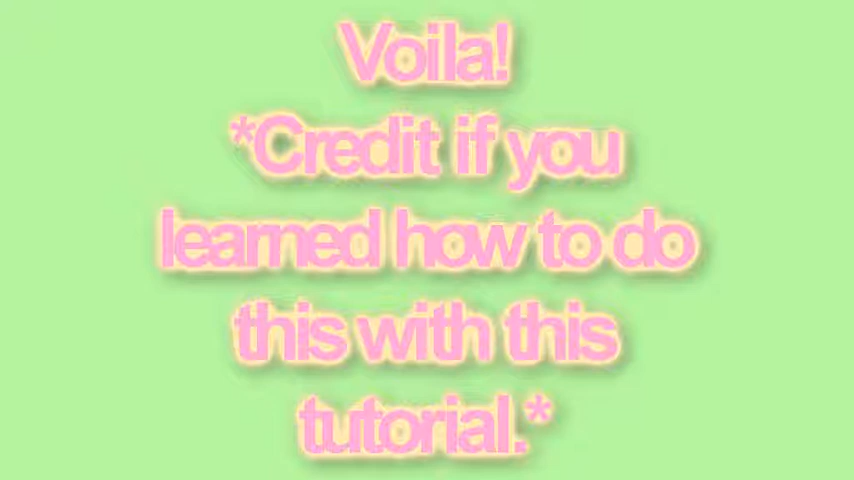 Voila!
*Credit if you
learned how to do
this with this
tutorial.*